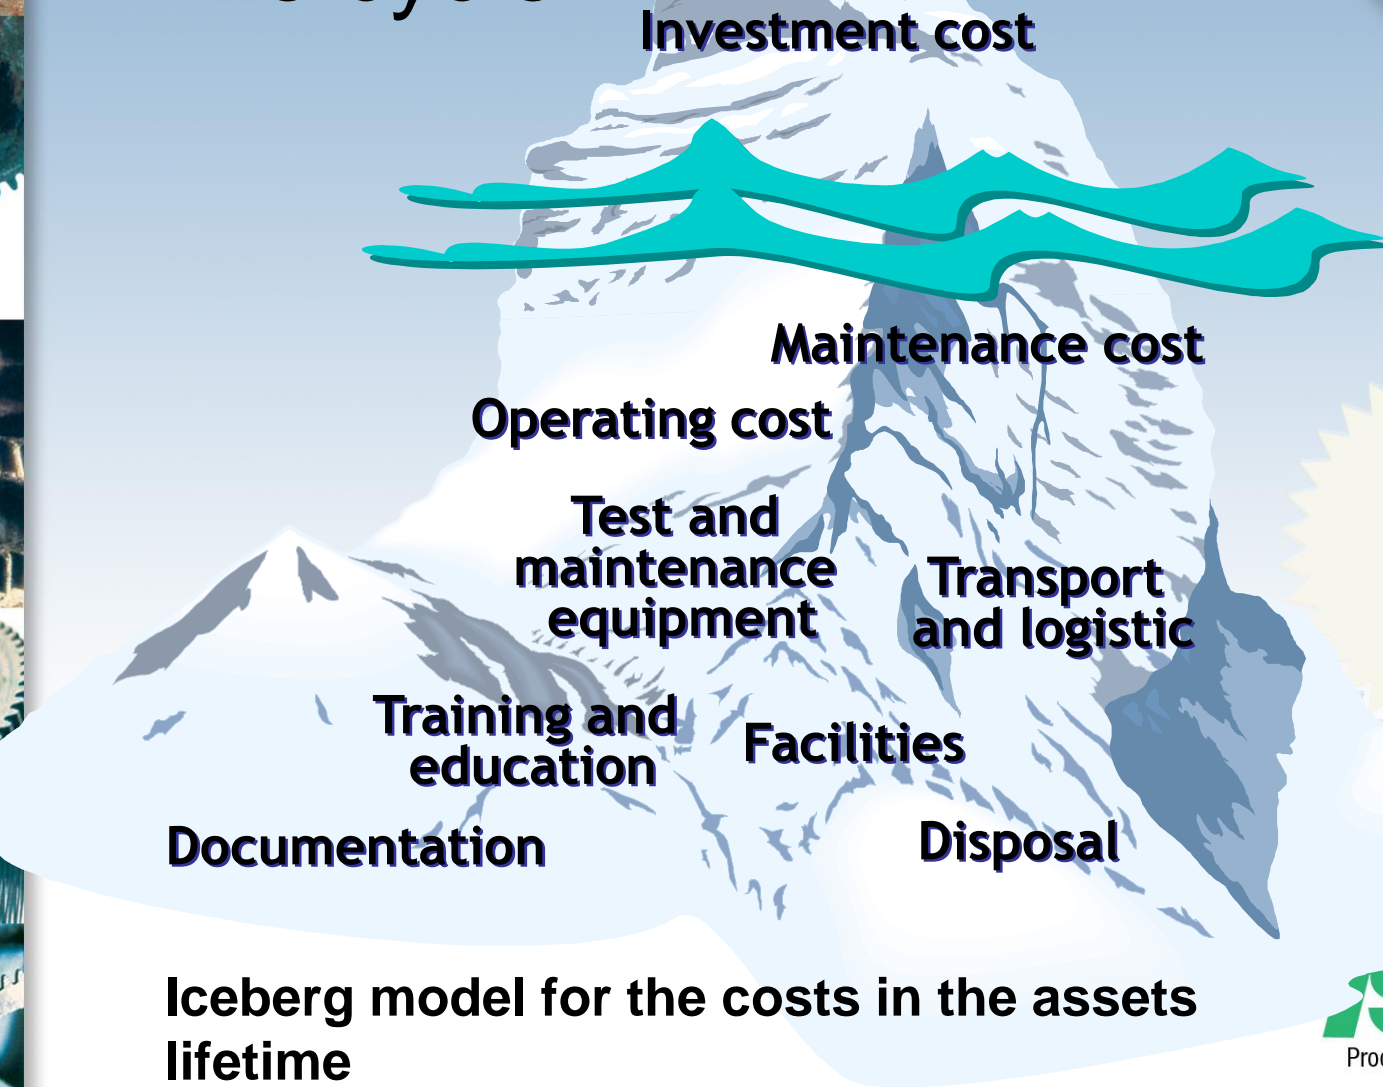 Investment cost
Maintenance cost
Operating cost
Test and
maintenance
equipment
Transport
and logistic
Training and
education
Facilities
Documentation
Disposal
Iceberg model for the costs in the assets
lifetime